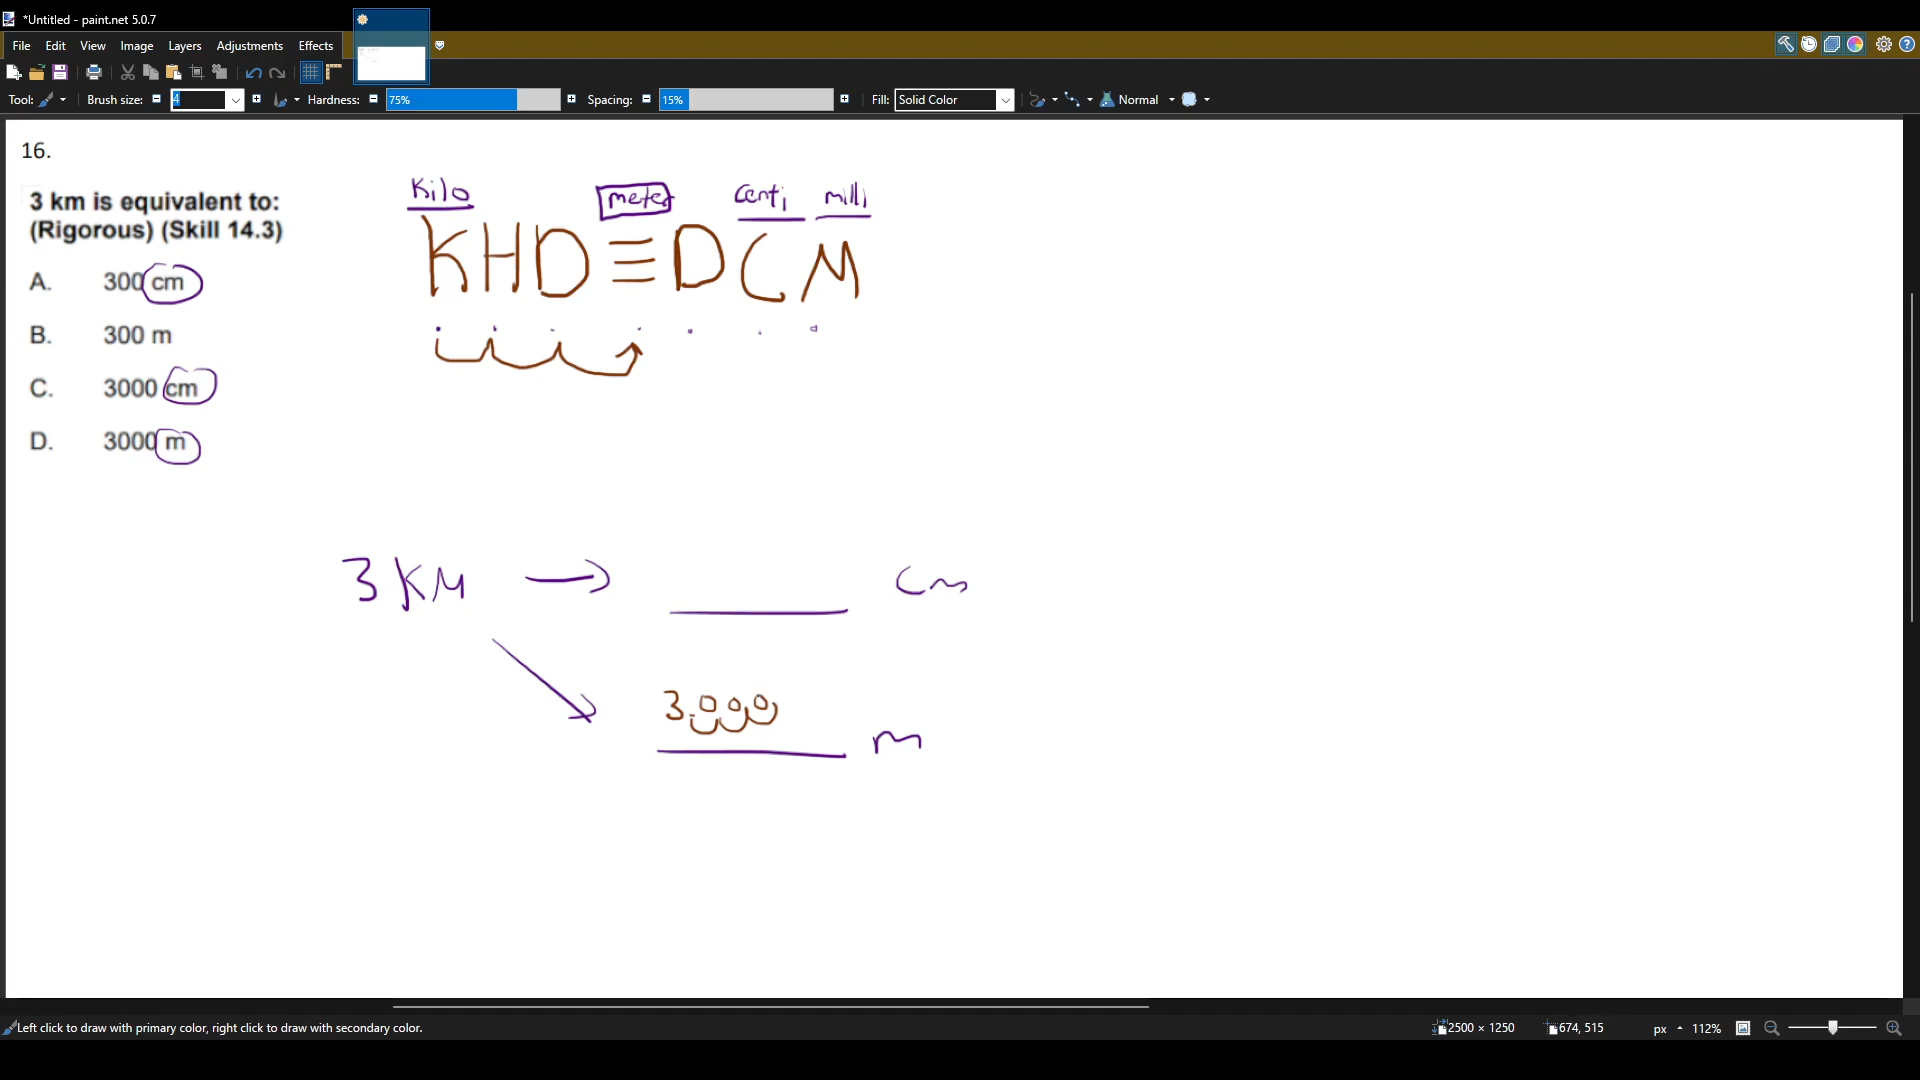 *Untitled - paint.net 5.0.7
File Edit View Image Layers Adjustments Effects
Tool: Brush size: 4 Hardness: 75% Spacing: 15% Fill: Solid Color Normal
16.
3 km is equivalent to:
(Rigorous) (Skill 14.3)
A. 300 cm
B. 300 m
C. 3000 cm
D. 3000 m
Kilo meter centi milli
KHD≡DCM
3 KM → cm
3.000 m
Left click to draw with primary color, right click to draw with secondary color.
2500 × 1250 674, 515 px 112%